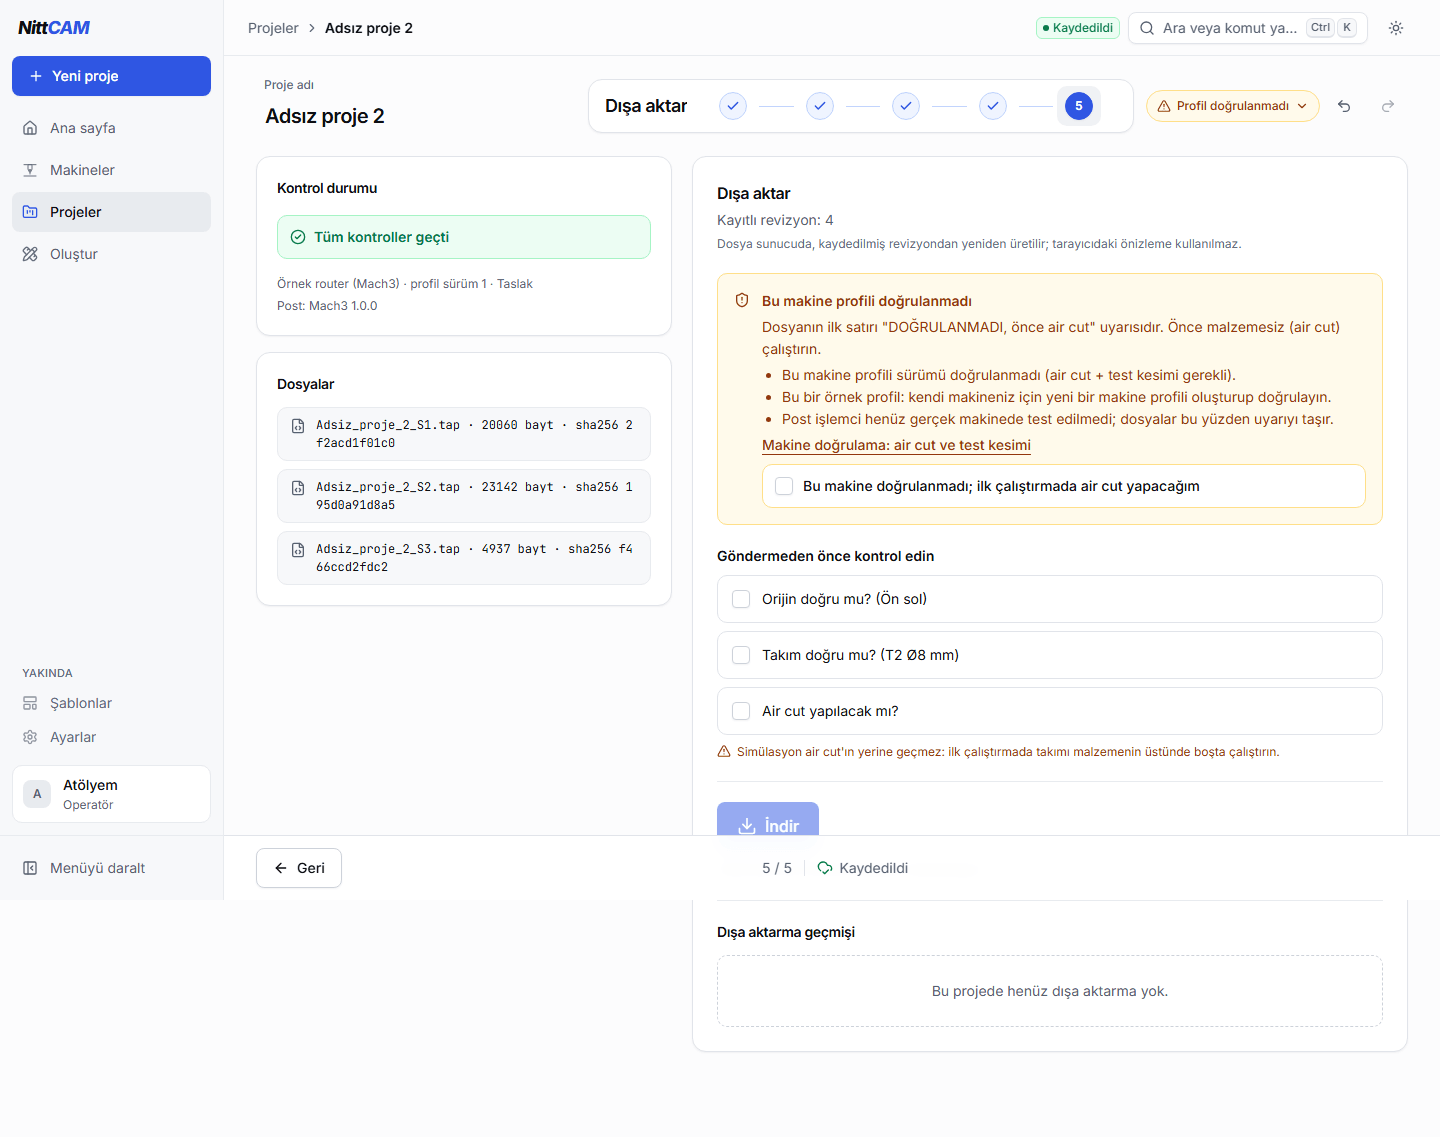 NittCAM
Yeni proje
Ana sayfa
Makineler
Projeler
Oluştur
YAKINDA
Şablonlar
Ayarlar
A
Atölyem
Operatör
Menüyü daralt
Projeler > Adsız proje 2
Kaydedildi
Ara veya komut ya...
Ctrl K
Proje adı
Adsız proje 2
Dışa aktar
5
Profil doğrulanmadı
Kontrol durumu
Tüm kontroller geçti
Örnek router (Mach3) · profil sürüm 1 · Taslak
Post: Mach3 1.0.0
Dosyalar
Adsiz_proje_2_S1.tap · 20060 bayt · sha256 2
f2acd1f01c0
Adsiz_proje_2_S2.tap · 23142 bayt · sha256 1
95d0a91d8a5
Adsiz_proje_2_S3.tap · 4937 bayt · sha256 f4
66ccd2fdc2
Dışa aktar
Kayıtlı revizyon: 4
Dosya sunucuda, kaydedilmiş revizyondan yeniden üretilir; tarayıcıdaki önizleme kullanılmaz.
Bu makine profili doğrulanmadı
Dosyanın ilk satırı "DOĞRULANMADI, önce air cut" uyarısıdır. Önce malzemesiz (air cut)
çalıştırın.
• Bu makine profili sürümü doğrulanmadı (air cut + test kesimi gerekli).
• Bu bir örnek profil: kendi makineniz için yeni bir makine profili oluşturup doğrulayın.
• Post işlemci henüz gerçek makinede test edilmedi; dosyalar bu yüzden uyarıyı taşır.
Makine doğrulama: air cut ve test kesimi
Bu makine doğrulanmadı; ilk çalıştırmada air cut yapacağım
Göndermeden önce kontrol edin
Orijin doğru mu? (Ön sol)
Takım doğru mu? (T2 Ø8 mm)
Air cut yapılacak mı?
Simülasyon air cut'ın yerine geçmez: ilk çalıştırmada takımı malzemenin üstünde boşta çalıştırın.
İndir
Geri
5 / 5
Kaydedildi
Dışa aktarma geçmişi
Bu projede henüz dışa aktarma yok.